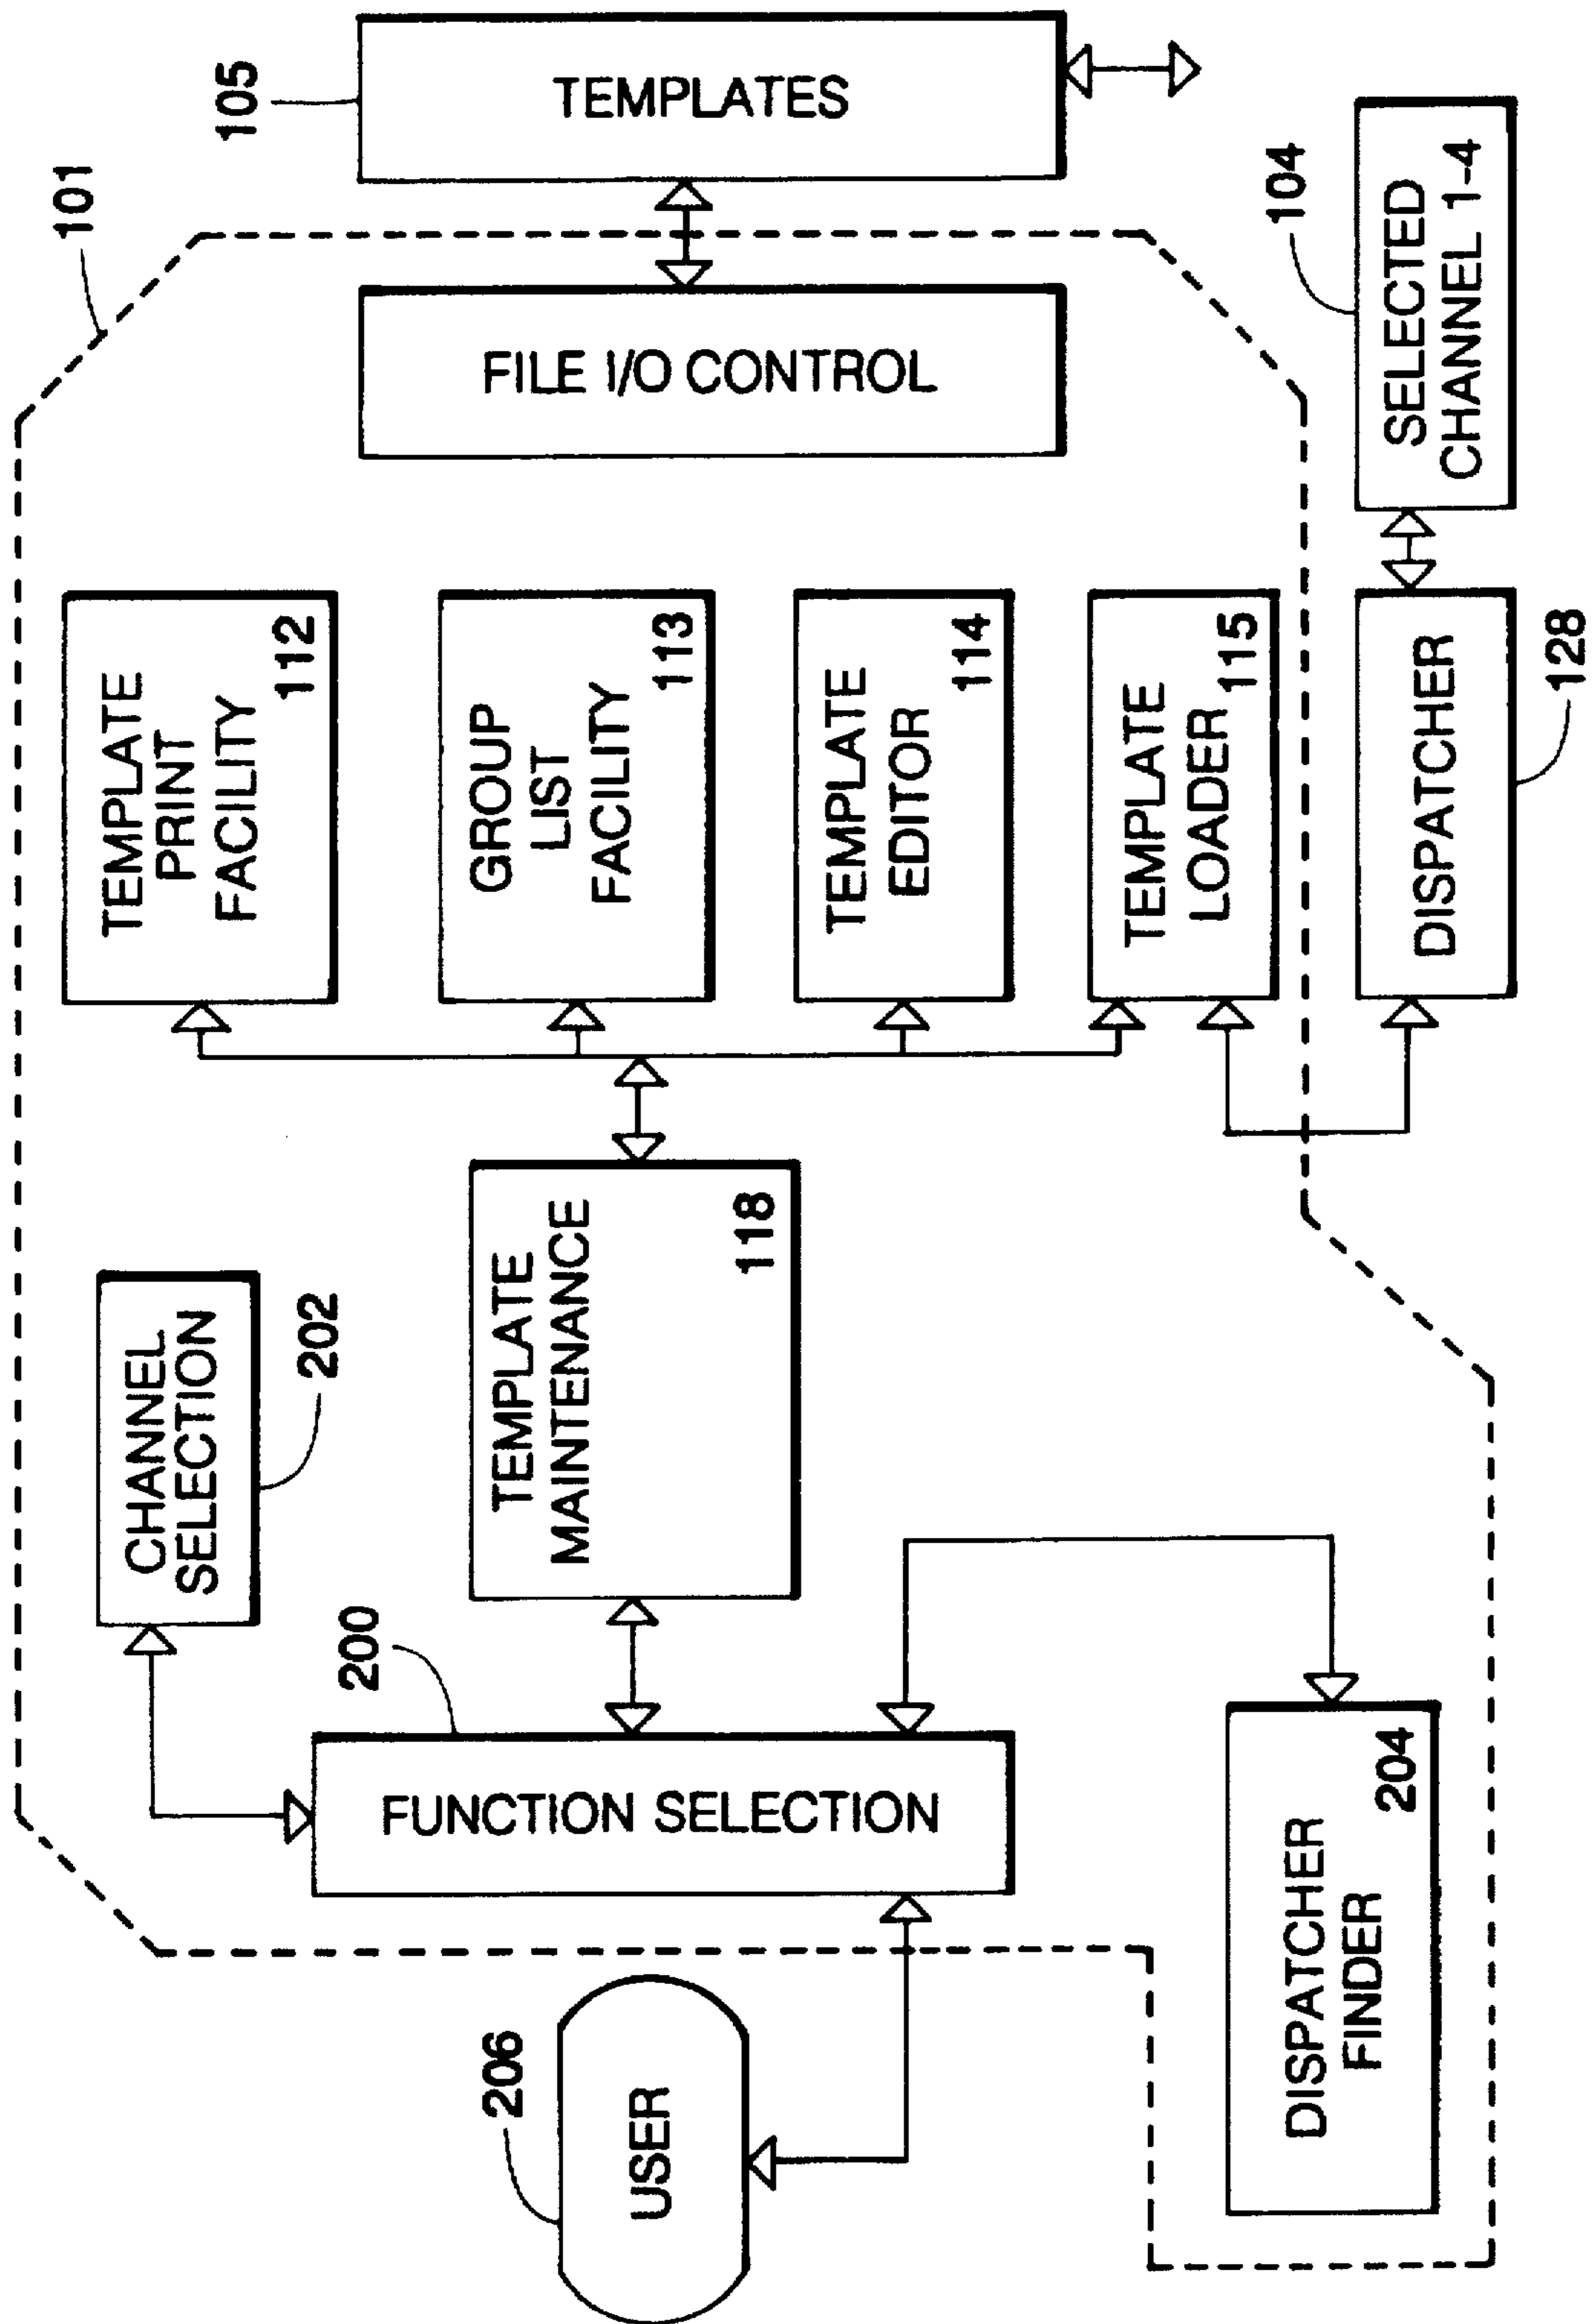 101
105
TEMPLATES
FILE I/O CONTROL
TEMPLATE
PRINT
FACILITY
112
GROUP
LIST
FACILITY
113
TEMPLATE
EDITOR
114
TEMPLATE
LOADER
115
104
SELECTED
CHANNEL 1-4
DISPATCHER
128
CHANNEL
SELECTION
202
TEMPLATE
MAINTENANCE
118
200
FUNCTION SELECTION
206
USER
DISPATCHER
FINDER
204